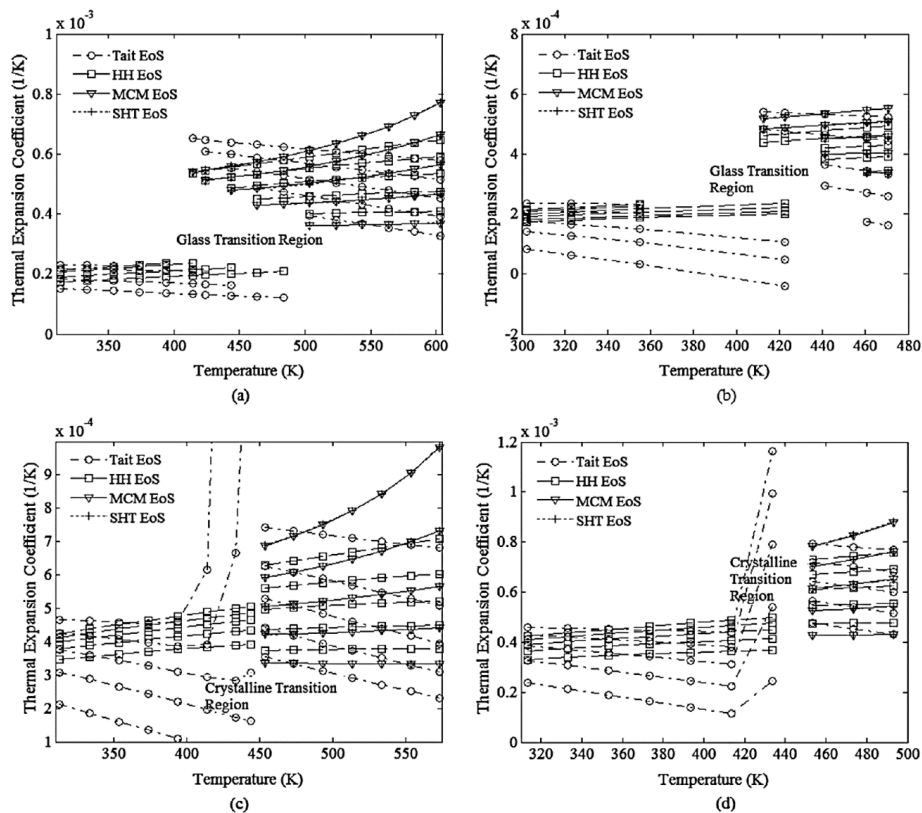 x 10⁻³
1
0.8
0.6
0.4
0.2
0
Thermal Expansion Coefficient (1/K)
Tait EoS
HH EoS
MCM EoS
SHT EoS
Glass Transition Region
350 400 450 500 550 600
Temperature (K)
(a)
x 10⁻⁴
8
6
4
2
0
-2
Thermal Expansion Coefficient (1/K)
Tait EoS
HH EoS
MCM EoS
SHT EoS
Glass Transition
Region
300 320 340 360 380 400 420 440 460 480
Temperature (K)
(b)
x 10⁻⁴
9
8
7
6
5
4
3
2
1
Thermal Expansion Coefficient (1/K)
Tait EoS
HH EoS
MCM EoS
SHT EoS
Crystalline Transition
Region
350 400 450 500 550
Temperature (K)
(c)
x 10⁻³
1.2
1
0.8
0.6
0.4
0.2
0
Thermal Expansion Coefficient (1/K)
Tait EoS
HH EoS
MCM EoS
SHT EoS
Crystalline
Transition
Region
320 340 360 380 400 420 440 460 480 500
Temperature (K)
(d)